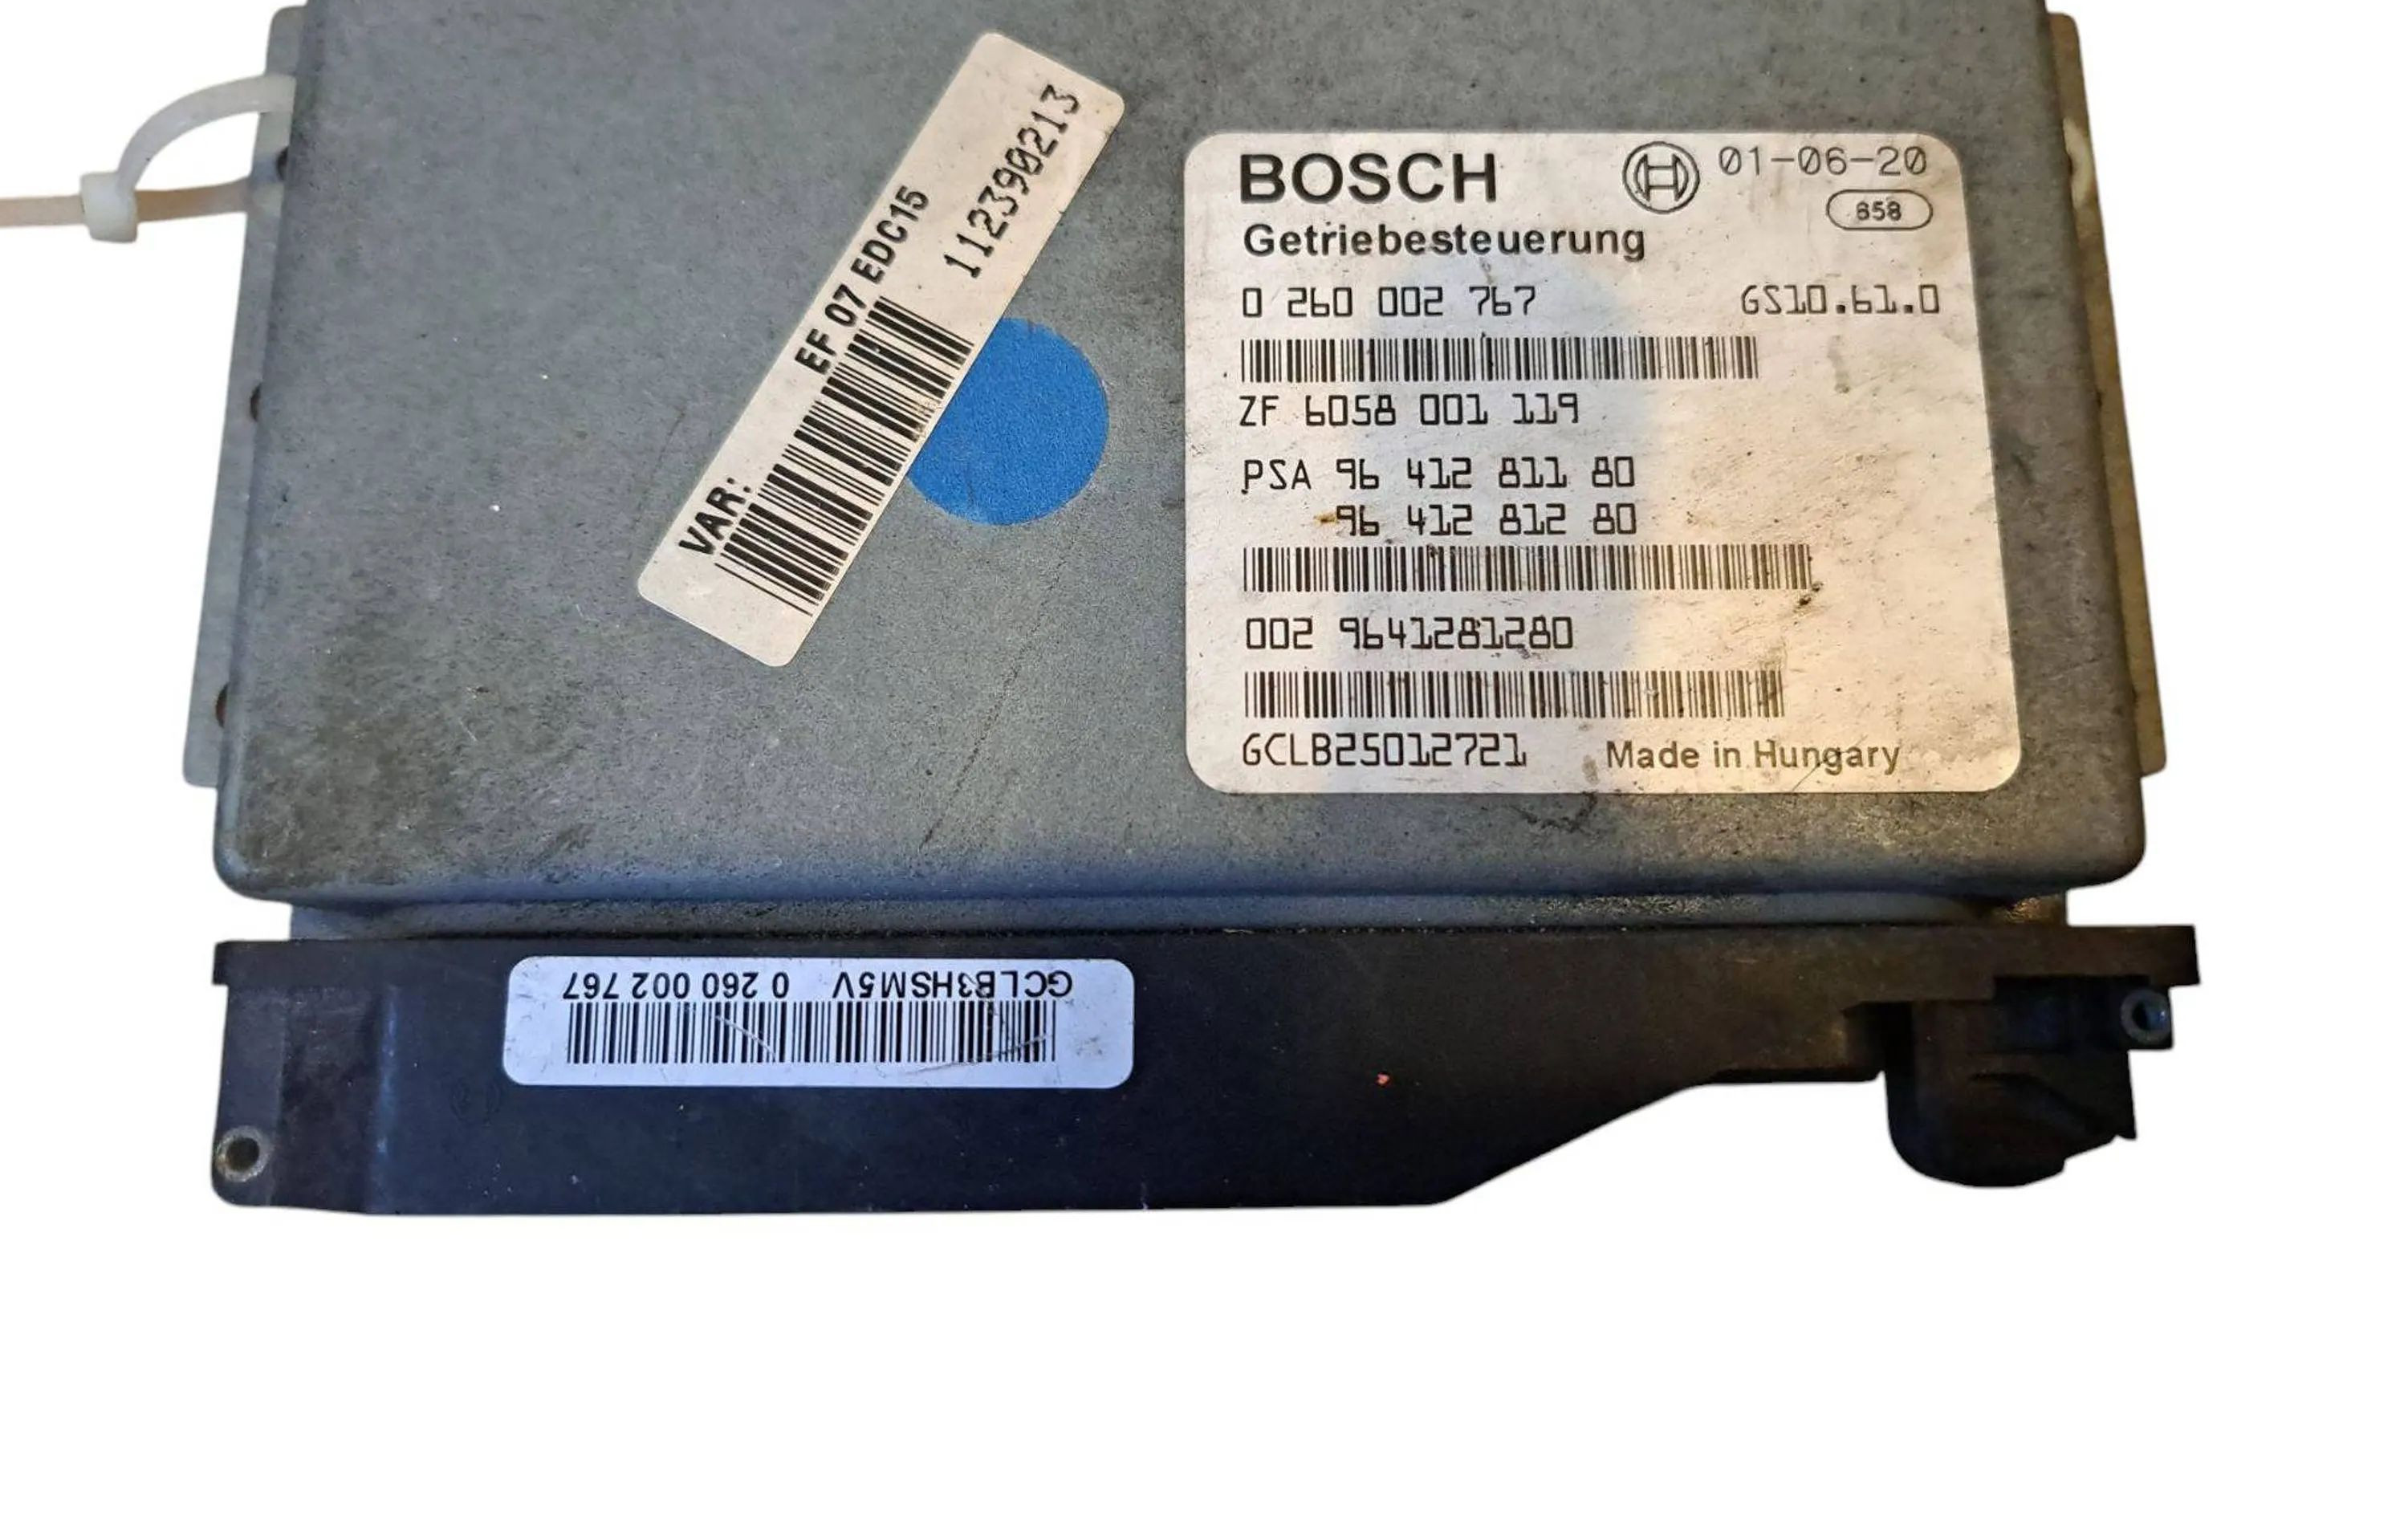 VAR: EF 07 EDC15
112390213
BOSCH 01-06-20
858
Getriebesteuerung
0 260 002 767 GS10.61.0
ZF 6058 001 119
PSA 96 412 811 80
96 412 812 80
002 9641281280
GCLB25012721 Made in Hungary
GCLB3HSM5V 0 260 002 767